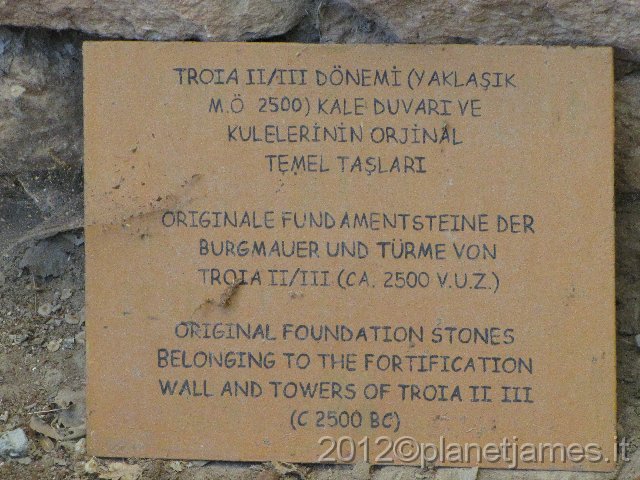 TROIA II/III DÖNEMİ (YAKLAŞIK
M.Ö 2500) KALE DUVARI VE
KULELERİNİN ORJİNAL
TEMEL TAŞLARI
ORIGINALE FUNDAMENTSTEINE DER
BURGMAUER UND TÜRME VON
TROIA II/III (CA. 2500 V.U.Z.)
ORIGINAL FOUNDATION STONES
BELONGING TO THE FORTIFICATION
WALL AND TOWERS OF TROIA II III
(C 2500 BC)
2012©planetjames.it